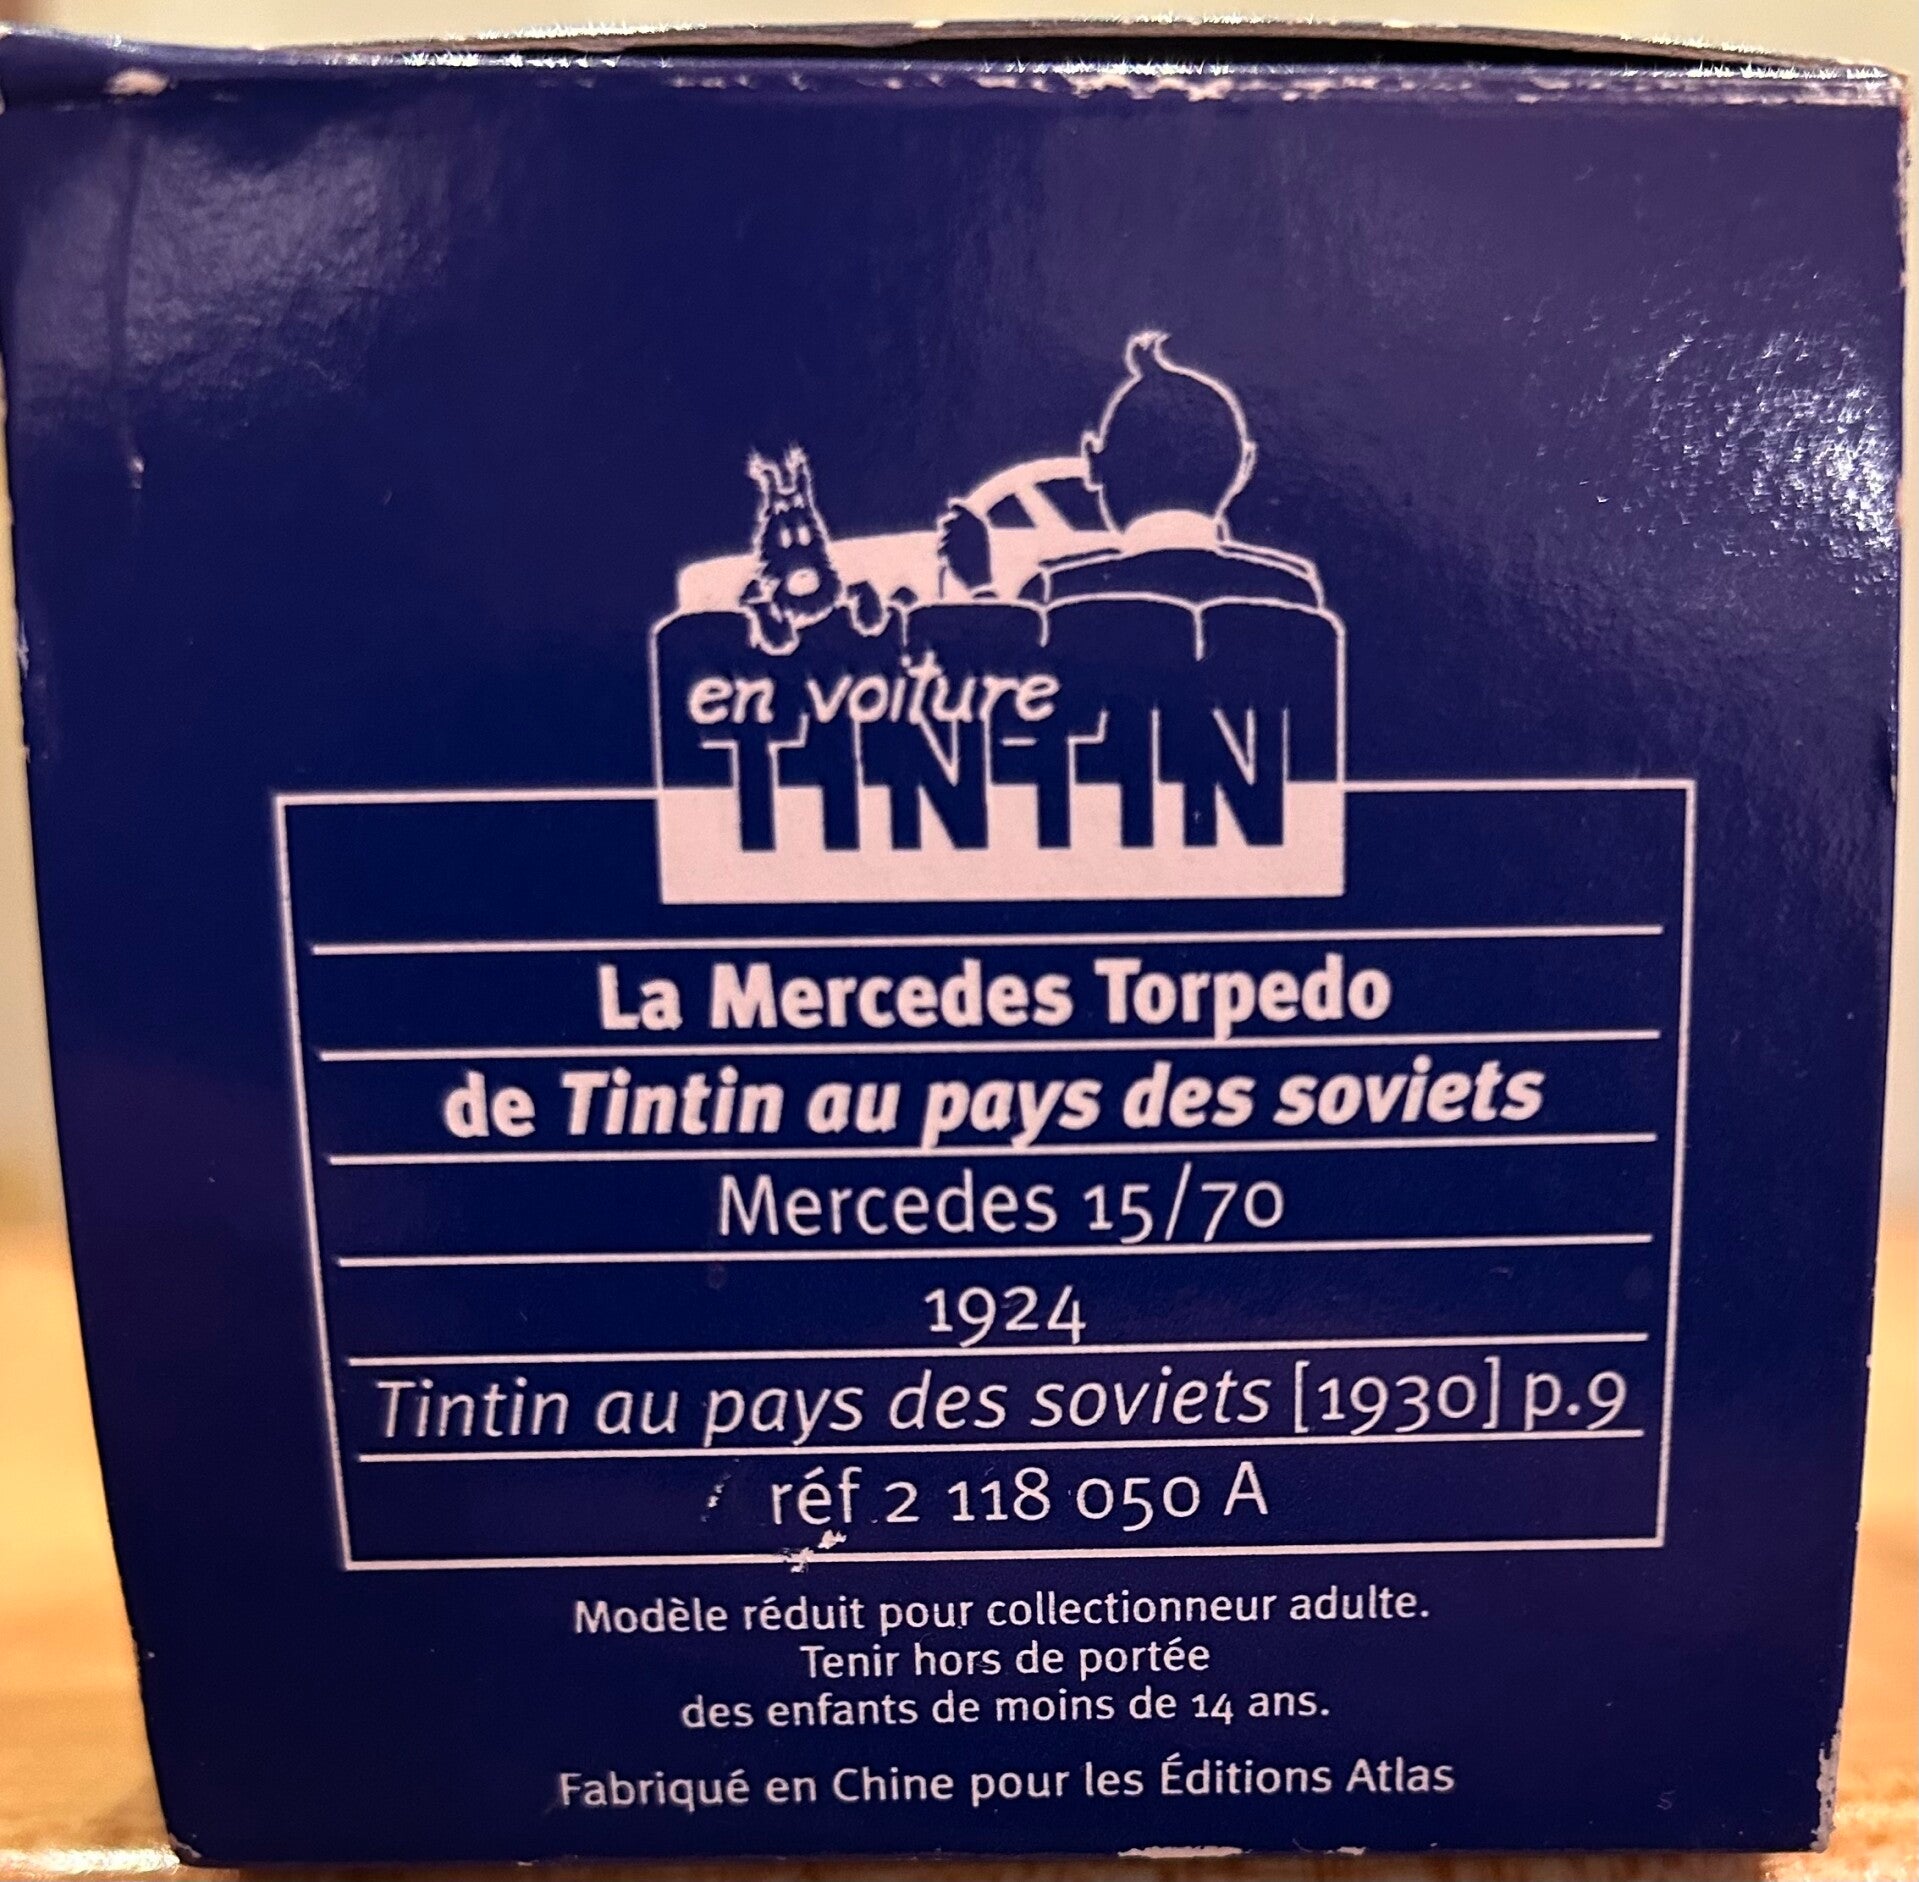 en voiture
TINTIN
La Mercedes Torpedo
de Tintin au pays des soviets
Mercedes 15/70
1924
Tintin au pays des soviets [1930] p.9
réf 2 118 050 A
Modèle réduit pour collectionneur adulte.
Tenir hors de portée
des enfants de moins de 14 ans.
Fabriqué en Chine pour les Éditions Atlas